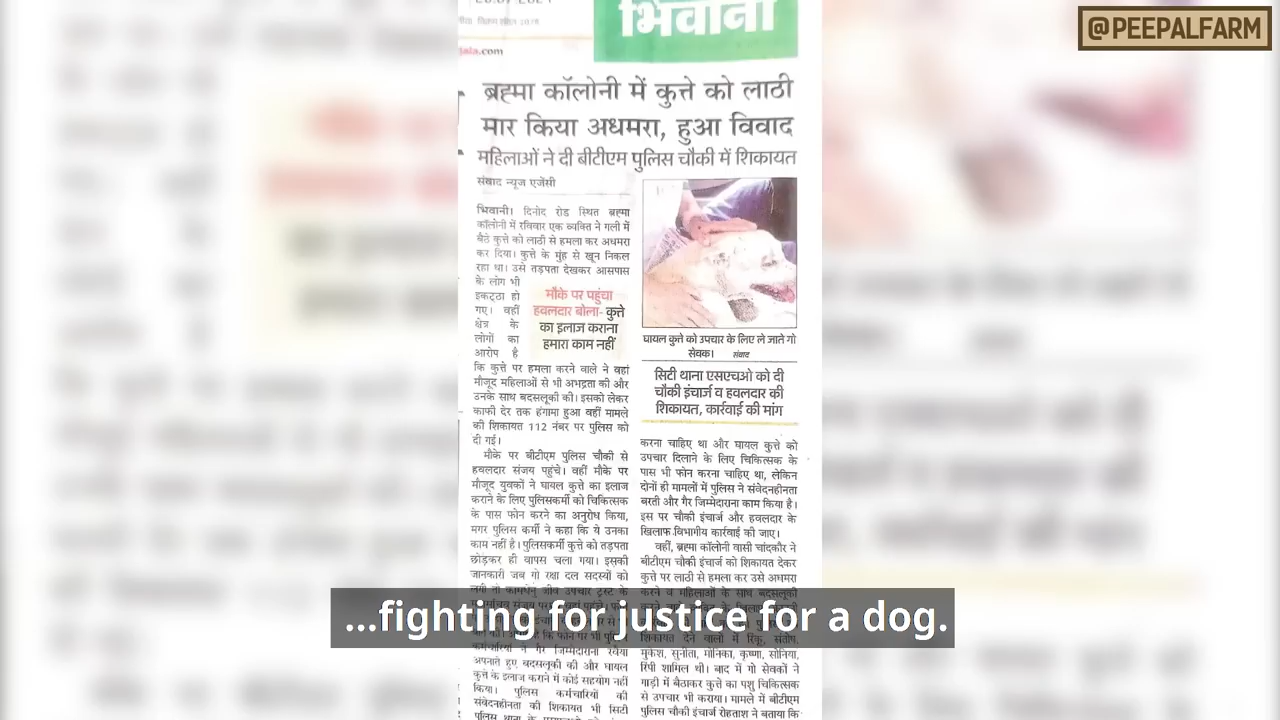 भिवानी
@PEEPALFARM
ala.com
ब्रह्मा कॉलोनी में कुत्ते को लाठी
मार किया अधमरा, हुआ विवाद
महिलाओं ने दी बीटीएम पुलिस चौकी में शिकायत
संवाद न्यूज एजेंसी
भिवानी। दिनोद रोड स्थित ब्रह्मा
कॉलोनी में रविवार एक व्यक्ति ने गली में
बैठे कुत्ते को लाठी से हमला कर अधमरा
कर दिया। कुत्ते के मुंह से खून निकल
रहा था। उसे तड़पता देखकर आसपास
के लोग भी
इकट्ठा हो
गए। वहीं
क्षेत्र के
लोगों का
आरोप है
मौके पर पहुंचा
हवलदार बोला- कुत्ते
का इलाज कराना
हमारा काम नहीं
कि कुत्ते पर हमला करने वाले ने वहां
मौजूद महिलाओं से भी अभद्रता की और
उनके साथ बदसलूकी की। इसको लेकर
काफी देर तक हंगामा हुआ वहीं मामले
की शिकायत 112 नंबर पर पुलिस को
दी गई।
मौके पर बीटीएम पुलिस चौकी से
हवलदार संजय पहुंचे। वहीं मौके पर
मौजूद युवकों ने घायल कुत्ते का इलाज
कराने के लिए पुलिसकर्मी को चिकित्सक
के पास फोन करने का अनुरोध किया,
मगर पुलिस कर्मी ने कहा कि ये उनका
काम नहीं है। पुलिसकर्मी कुत्ते को तड़पता
छोड़कर ही वापस चला गया। इसकी
जानकारी जब गो रक्षा दल सदस्यों को
अपनाते हुए बदसलूकी की और घायल
कुत्ते के इलाज कराने में कोई सहयोग नहीं
किया। पुलिस कर्मचारियों की
संवेदनहीनता की शिकायत भी सिटी
घायल कुत्ते को उपचार के लिए ले जाते गो
सेवक। संवाद
सिटी थाना एसएचओ को दी
चौकी इंचार्ज व हवलदार की
शिकायत, कार्रवाई की मांग
करना चाहिए था और घायल कुत्ते को
उपचार दिलाने के लिए चिकित्सक के
पास भी फोन करना चाहिए था, लेकिन
दोनों ही मामलों में पुलिस ने संवेदनहीनता
बरती और गैर जिम्मेदाराना काम किया है।
इस पर चौकी इंचार्ज और हवलदार के
खिलाफ विभागीय कार्रवाई की जाए।
वहीं, ब्रह्मा कॉलोनी वासी चांदकौर ने
बीटीएम चौकी इंचार्ज को शिकायत देकर
कुत्ते पर लाठी से हमला कर उसे अधमरा
करने व महिलाओं के साथ बदसलूकी
शिकायत देने वालों में रिंकू, संतोष,
मुकेश, सुनीता, मोनिका, कृष्णा, सोनिया,
रिंपी शामिल थी। बाद में गो सेवकों ने
गाड़ी में बैठाकर कुत्ते का पशु चिकित्सक
से उपचार भी कराया। मामले में बीटीएम
पुलिस चौकी इंचार्ज रोहताश ने बताया कि
...fighting for justice for a dog.